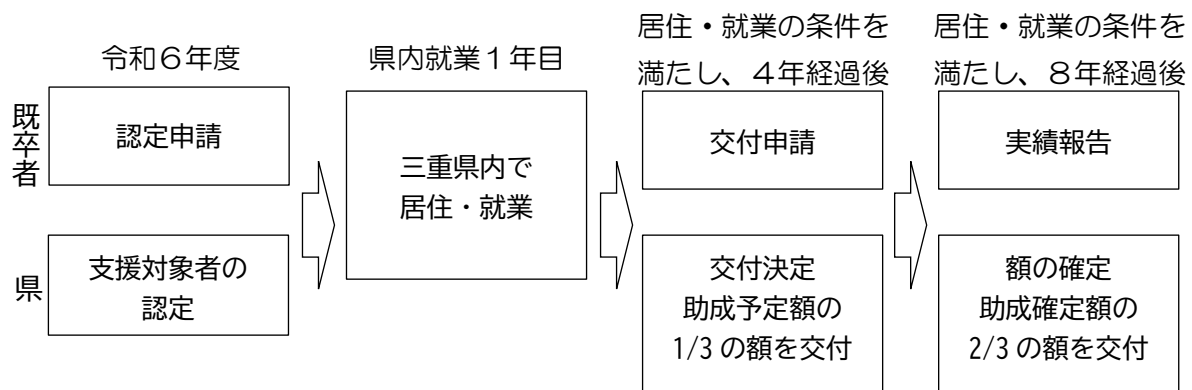 令和６年度
県内就業１年目
居住・就業の条件を
満たし、４年経過後
居住・就業の条件を
満たし、８年経過後
既卒者
認定申請
三重県内で
居住・就業
交付申請
実績報告
県
支援対象者の
認定
交付決定
助成予定額の
1/3 の額を交付
額の確定
助成確定額の
2/3 の額を交付